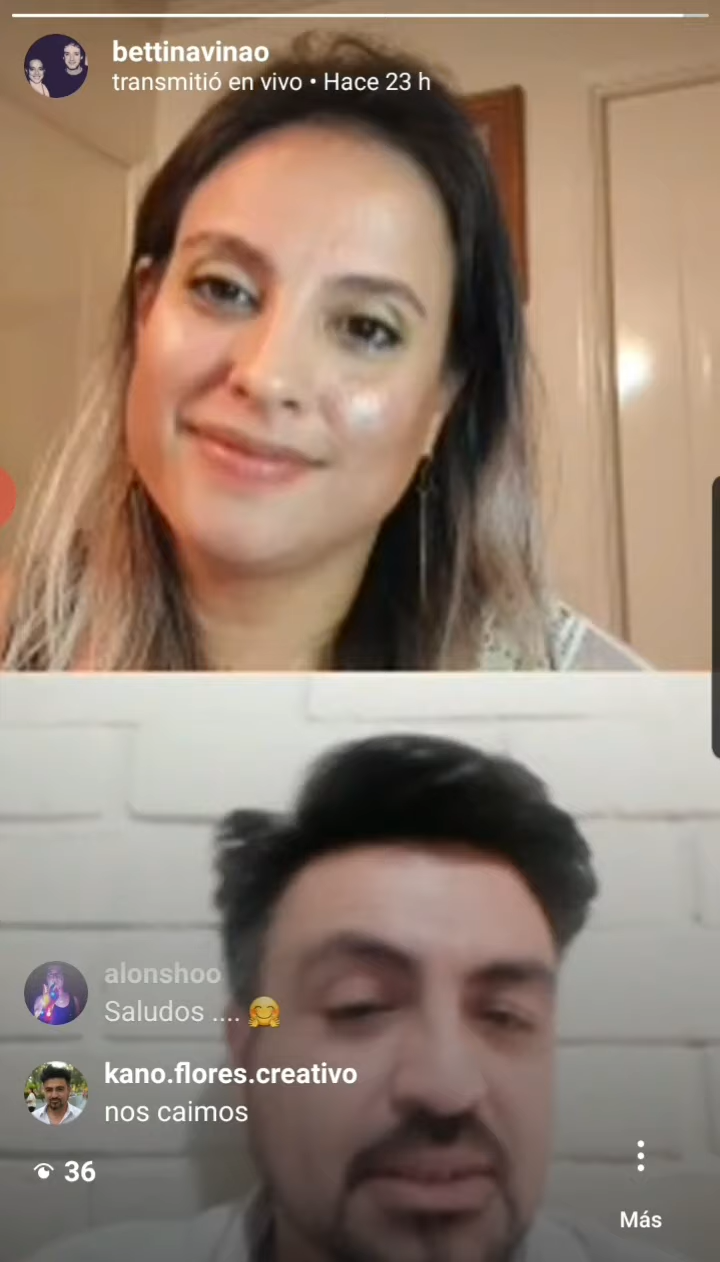 bettinavinao
transmitió en vivo • Hace 23 h
alonshoo
Saludos .... 🤗
kano.flores.creativo
nos caimos
36
Más